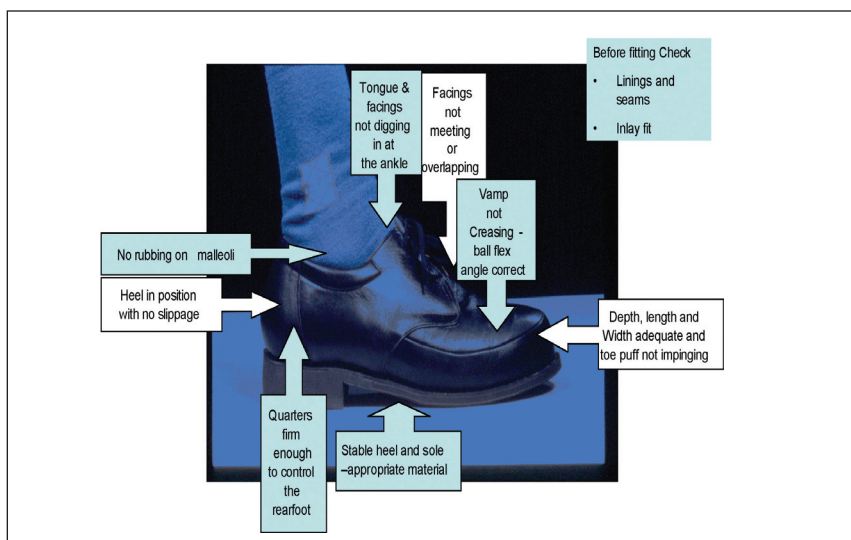 Before fitting Check
• Linings and
seams
• Inlay fit
Tongue &
facings
not digging
in at
the ankle
Facings
not
meeting
or
overlapping
Vamp
not
Creasing -
ball flex
angle correct
No rubbing on malleoli
Heel in position
with no slippage
Depth, length and
Width adequate and
toe puff not impinging
Quarters
firm
enough
to control
the
rearfoot
Stable heel and sole
–appropriate material